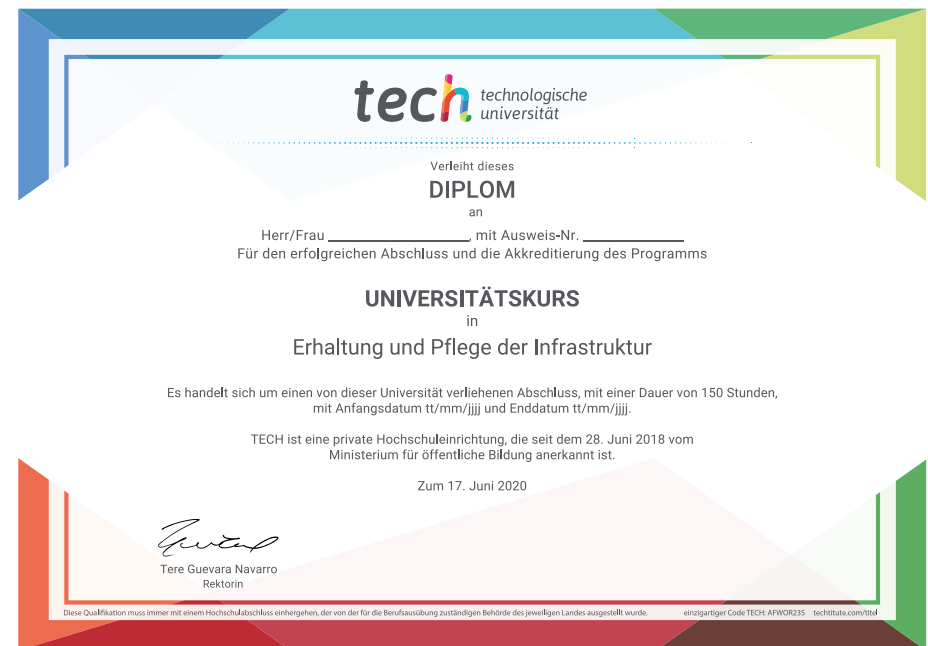 tech technologische
universität
Verleiht dieses
DIPLOM
an
Herr/Frau ____________________, mit Ausweis-Nr. ______________
Für den erfolgreichen Abschluss und die Akkreditierung des Programms
UNIVERSITÄTSKURS
in
Erhaltung und Pflege der Infrastruktur
Es handelt sich um einen von dieser Universität verliehenen Abschluss, mit einer Dauer von 150 Stunden,
mit Anfangsdatum tt/mm/jjjj und Enddatum tt/mm/jjjj.
TECH ist eine private Hochschuleinrichtung, die seit dem 28. Juni 2018 vom
Ministerium für öffentliche Bildung anerkannt ist.
Zum 17. Juni 2020
Tere Guevara Navarro
Rektorin
Diese Qualifikation muss immer mit einem Hochschulabschluss einhergehen, der von der für die Berufsausübung zuständigen Behörde des jeweiligen Landes ausgestellt wurde. einzigartiger Code TECH: AFWOR23S techtitute.com/titel